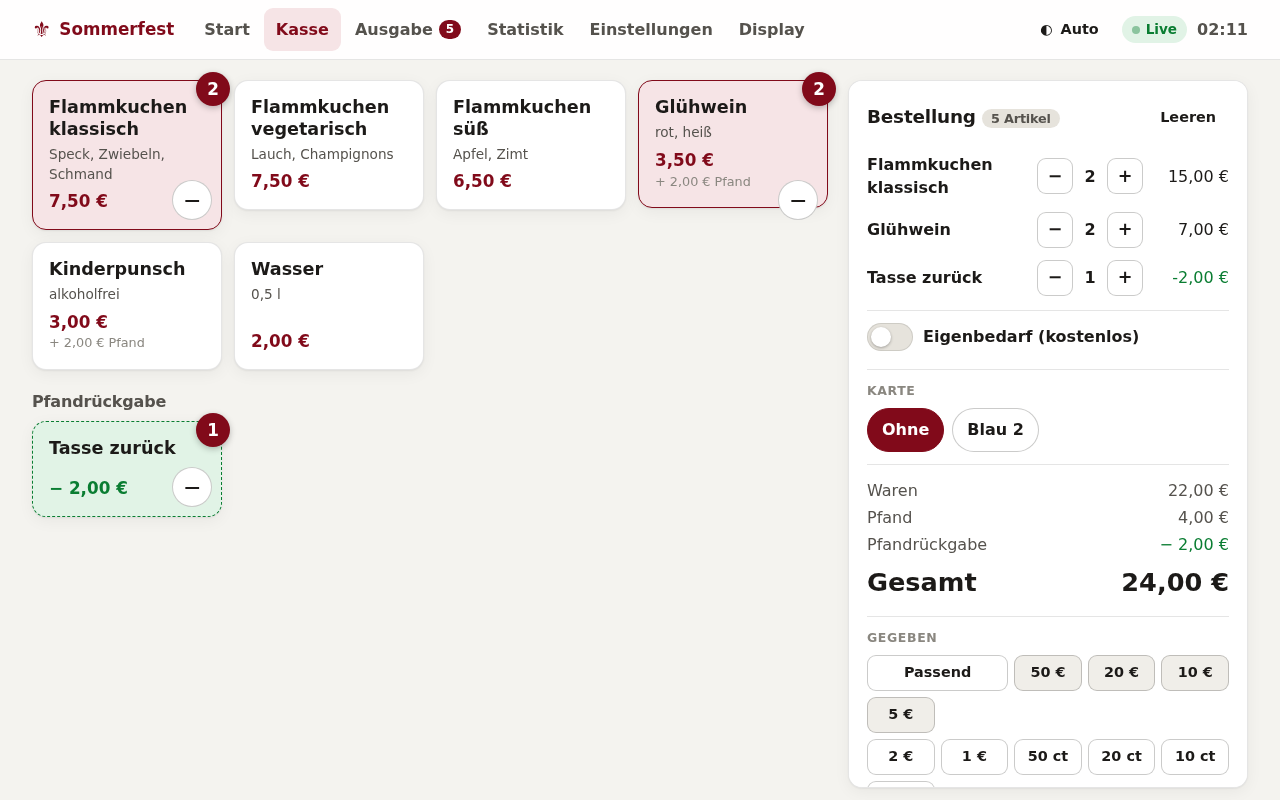 ⚜ Sommerfest Start Kasse Ausgabe 5 Statistik Einstellungen Display ◐ Auto Live 02:11
2
Flammkuchen klassisch
Speck, Zwiebeln,
Schmand
7,50 €
−
Flammkuchen
vegetarisch
Lauch, Champignons
7,50 €
Flammkuchen
süß
Apfel, Zimt
6,50 €
2
Glühwein
rot, heiß
3,50 €
+ 2,00 € Pfand
−
Kinderpunsch
alkoholfrei
3,00 €
+ 2,00 € Pfand
Wasser
0,5 l
2,00 €
Pfandrückgabe
1
Tasse zurück
− 2,00 €
−
Bestellung 5 Artikel Leeren
Flammkuchen
klassisch
− 2 + 15,00 €
Glühwein − 2 + 7,00 €
Tasse zurück − 1 + -2,00 €
Eigenbedarf (kostenlos)
KARTE
Ohne Blau 2
Waren 22,00 €
Pfand 4,00 €
Pfandrückgabe − 2,00 €
Gesamt 24,00 €
GEGEBEN
Passend 50 € 20 € 10 €
5 €
2 € 1 € 50 ct 20 ct 10 ct